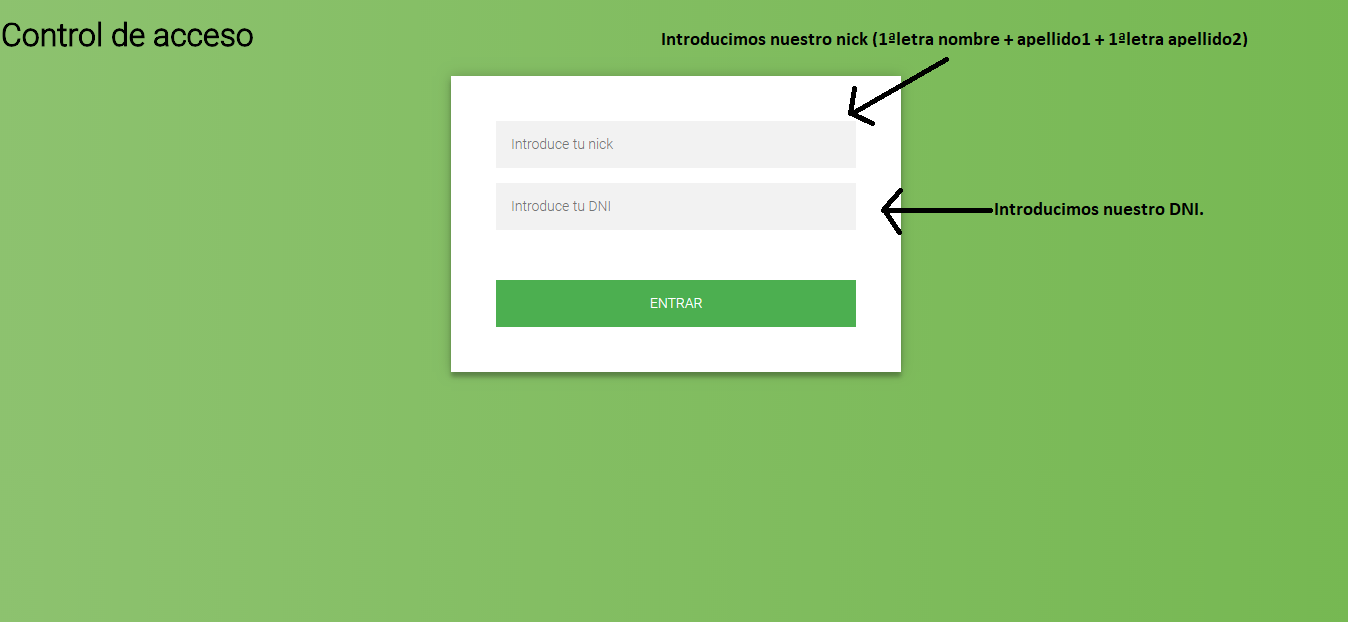 Control de acceso
Introducimos nuestro nick (1ªletra nombre + apellido1 + 1ªletra apellido2)
Introduce tu nick
Introduce tu DNI
Introducimos nuestro DNI.
ENTRAR